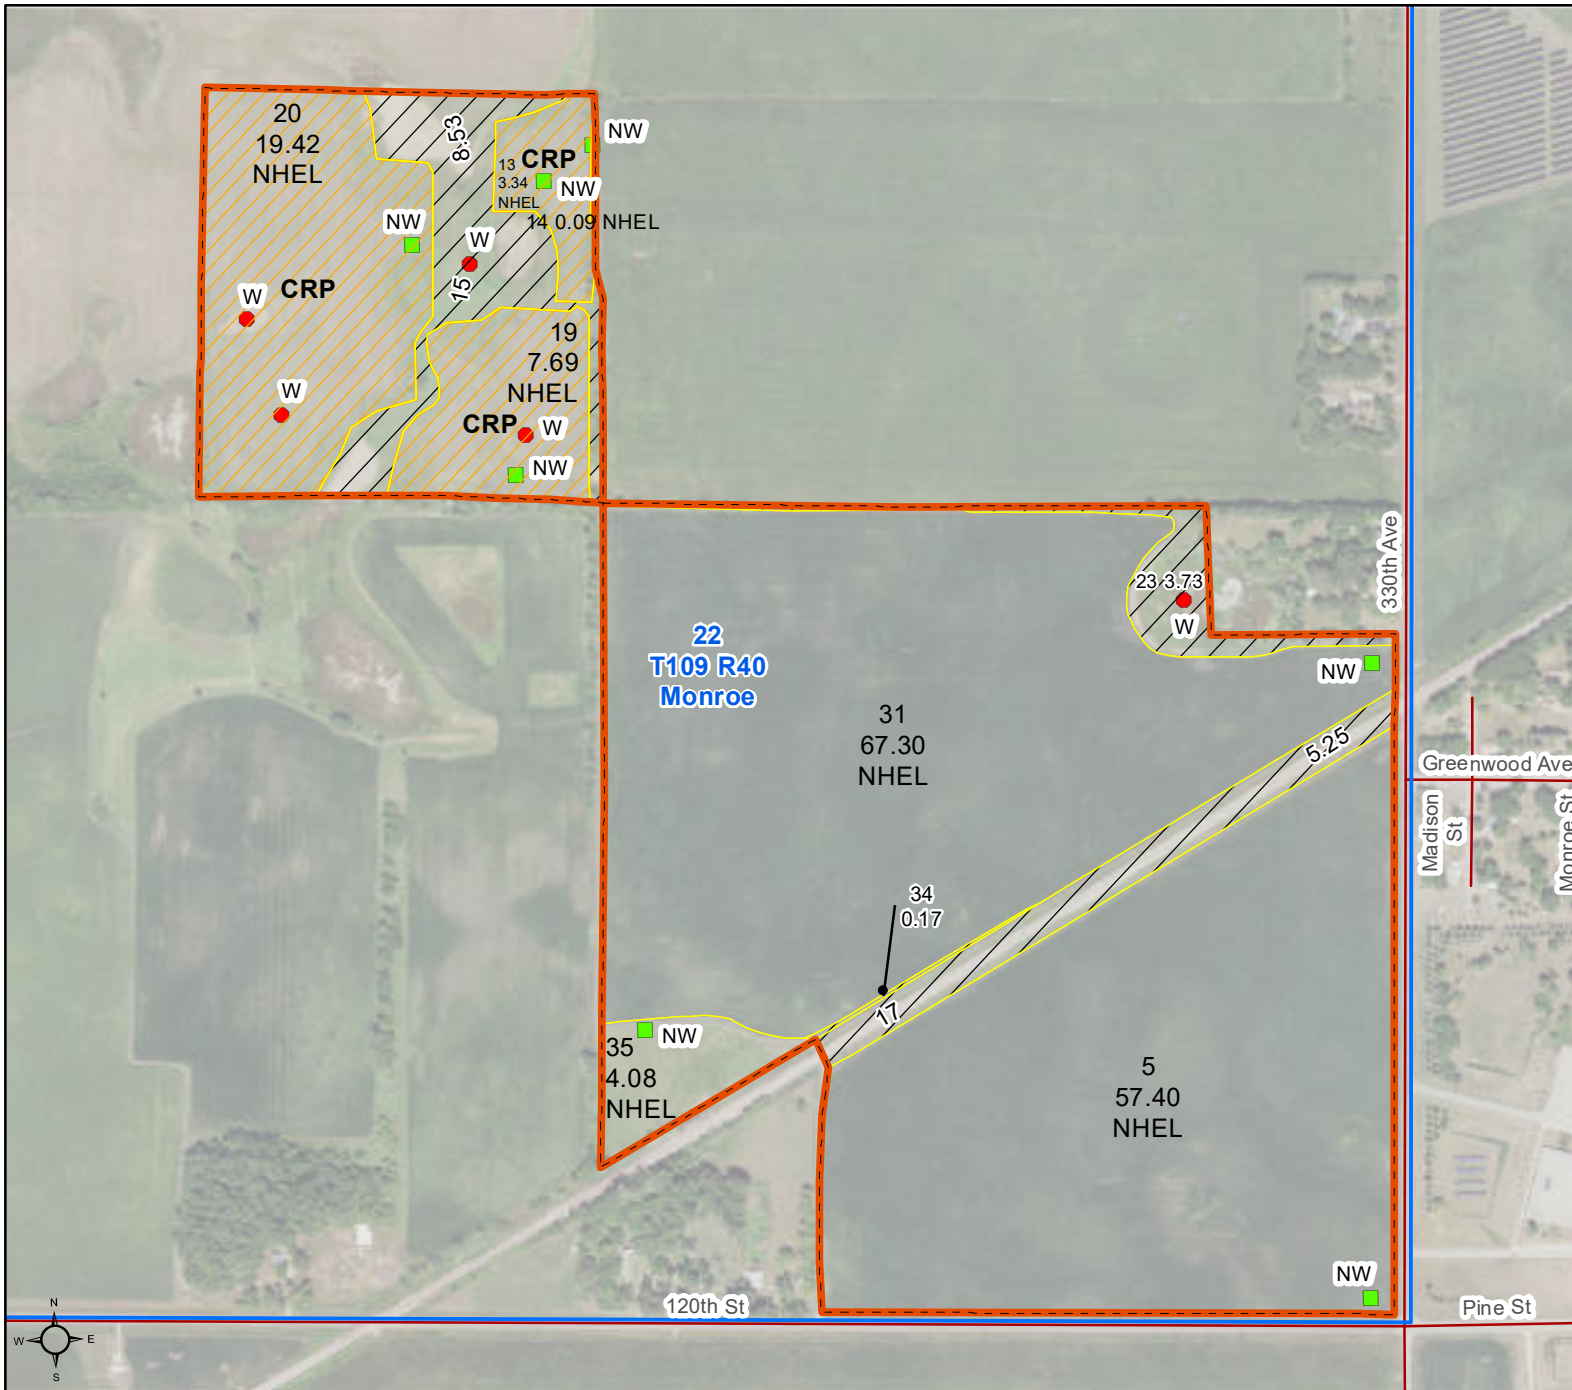 20
19.42
NHEL
8.53
NW
13
3.34
NHEL
CRP
NW
14 0.09 NHEL
NW
W
15
W
CRP
19
7.69
NHEL
W
CRP
W
NW
330th Ave
23 3.73
W
22
T109 R40
Monroe
NW
31
67.30
NHEL
5.25
Greenwood Ave
Madison
St
Monroe St
34
0.17
17
NW
35
4.08
NHEL
5
57.40
NHEL
NW
120th St
Pine St
N
W
E
S